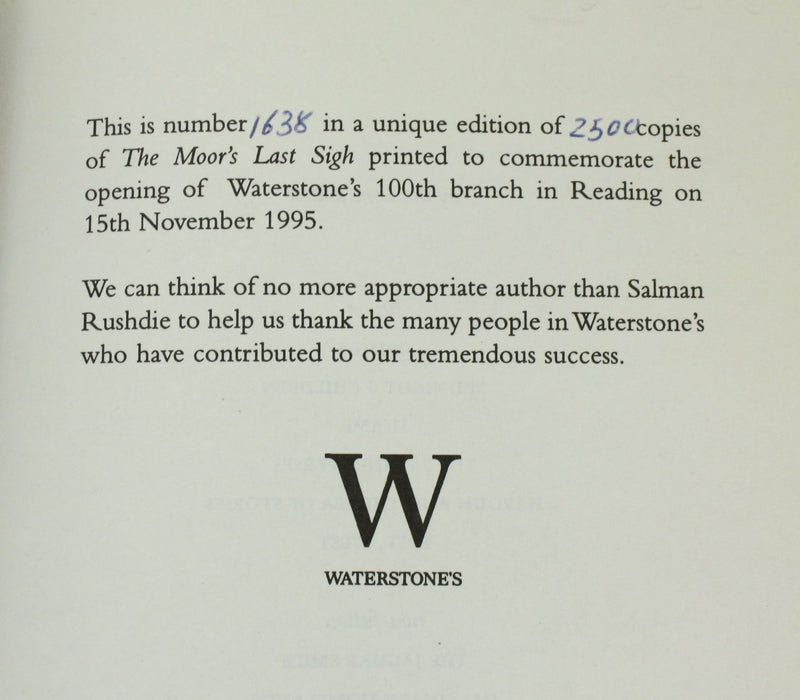 This is number 1638 in a unique edition of 2500 copies
of The Moor's Last Sigh printed to commemorate the
opening of Waterstone's 100th branch in Reading on
15th November 1995.
We can think of no more appropriate author than Salman
Rushdie to help us thank the many people in Waterstone's
who have contributed to our tremendous success.
W
WATERSTONE'S